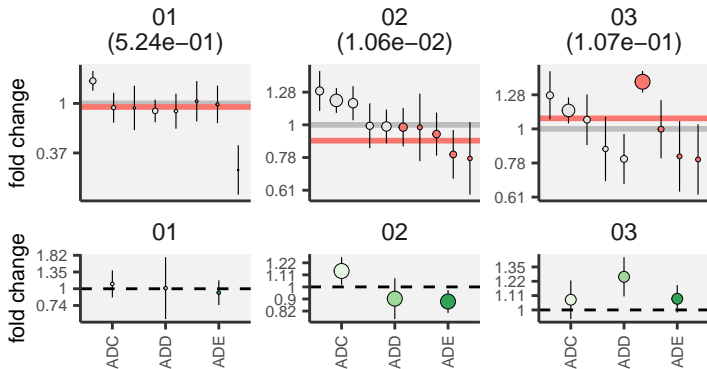 01
(5.24e−01)
02
(1.06e−02)
03
(1.07e−01)
fold change
1
0.37
1.28
1
0.78
0.61
1.28
1
0.78
0.61
01
02
03
fold change
1.82
1.35
1
0.74
1.22
1.11
1
0.9
0.82
1.35
1.22
1.11
1
ADC
ADD
ADE
ADC
ADD
ADE
ADC
ADD
ADE